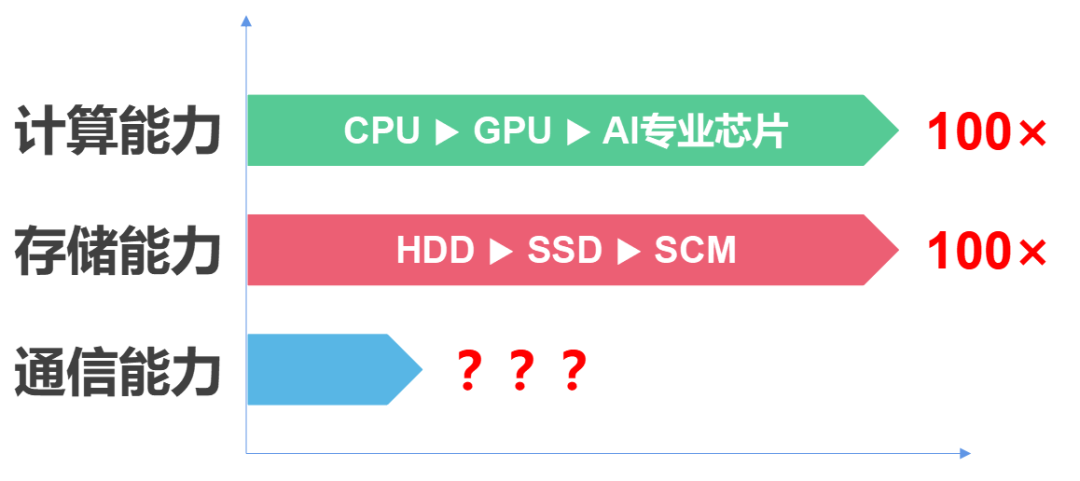 计算能力 CPU ▶ GPU ▶ AI专业芯片 100×
存储能力 HDD ▶ SSD ▶ SCM 100×
通信能力 ？？？